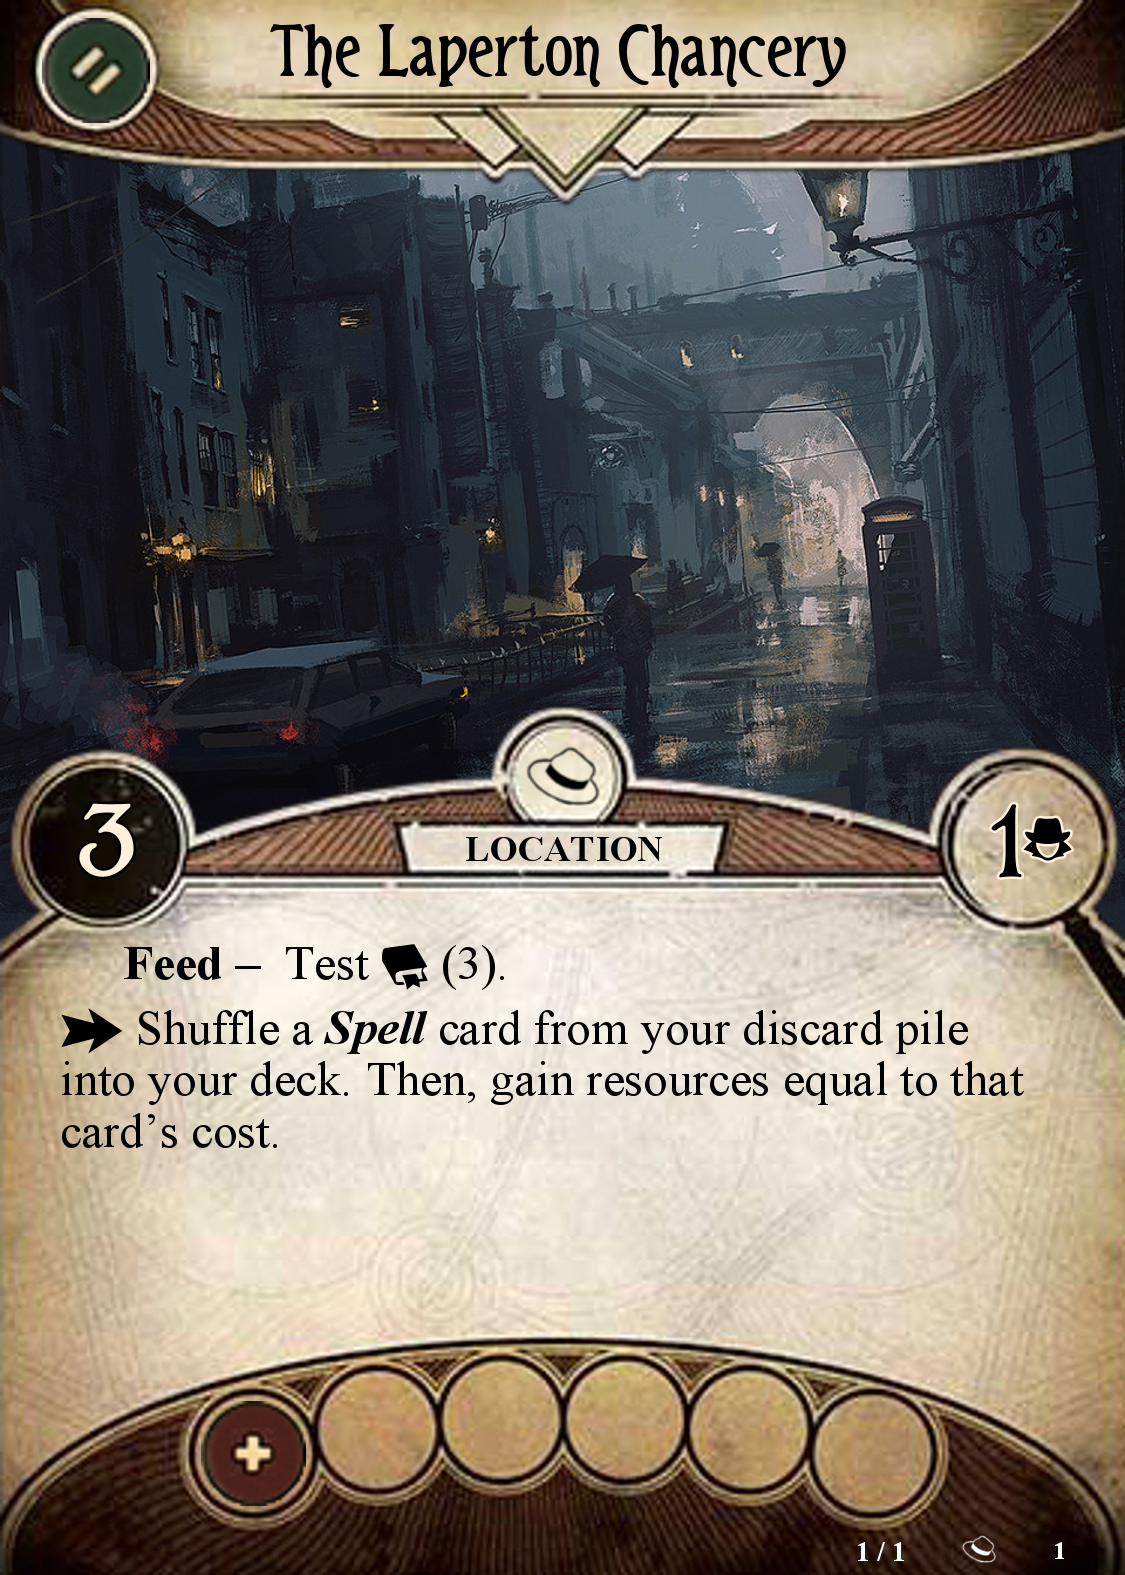 The Laperton Chancery
3
1
LOCATION
Feed – Test (3).
Shuffle a Spell card from your discard pile
into your deck. Then, gain resources equal to that
card’s cost.
1 / 1
1